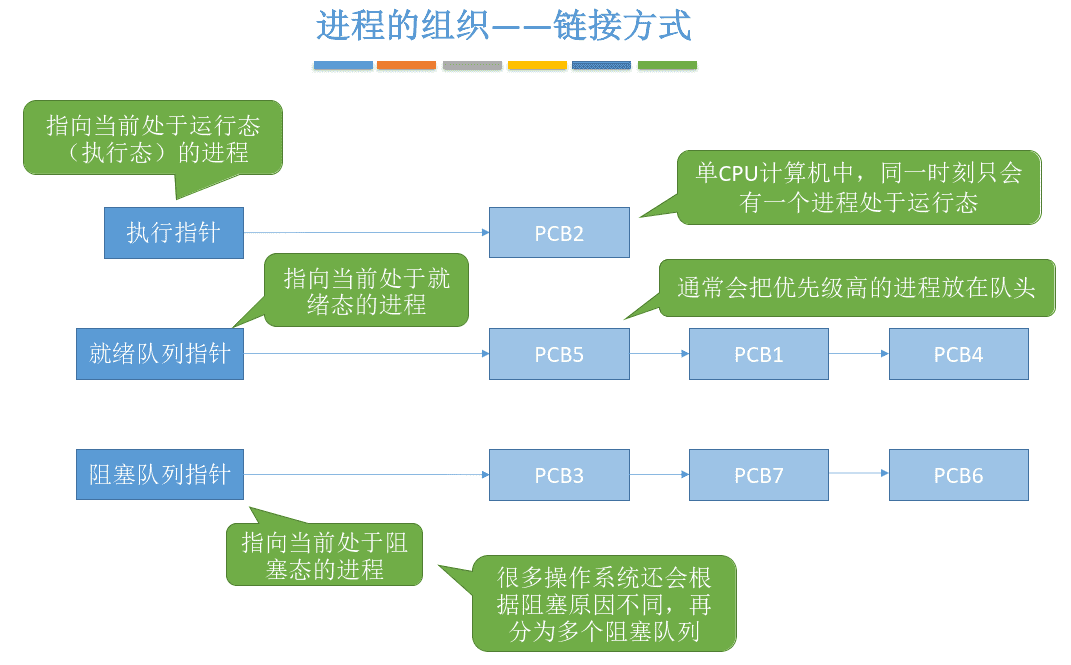 进程的组织——链接方式
指向当前处于运行态
（执行态）的进程
单CPU计算机中，同一时刻只会
有一个进程处于运行态
执行指针
PCB2
指向当前处于就
绪态的进程
通常会把优先级高的进程放在队头
就绪队列指针
PCB5
PCB1
PCB4
阻塞队列指针
PCB3
PCB7
PCB6
指向当前处于阻
塞态的进程
很多操作系统还会根
据阻塞原因不同，再
分为多个阻塞队列